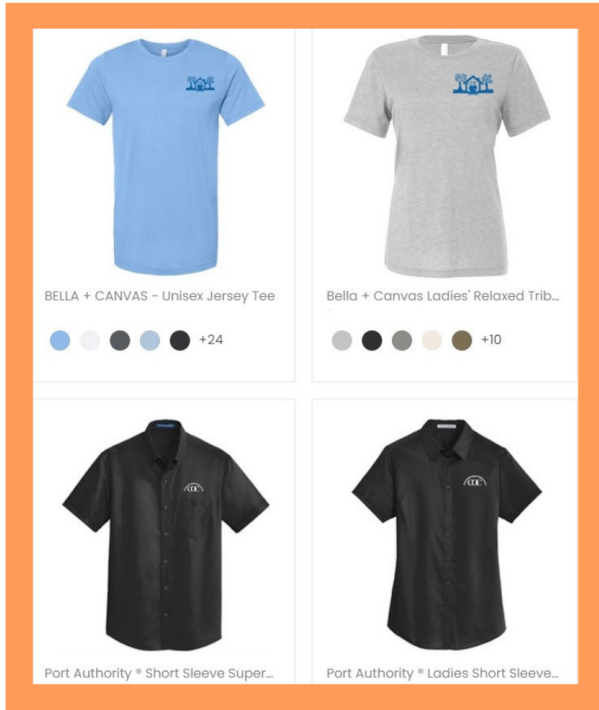 BELLA + CANVAS - Unisex Jersey Tee
Bella + Canvas Ladies' Relaxed Trib...
+24
+10
Port Authority ® Short Sleeve Super...
Port Authority ® Ladies Short Sleeve...